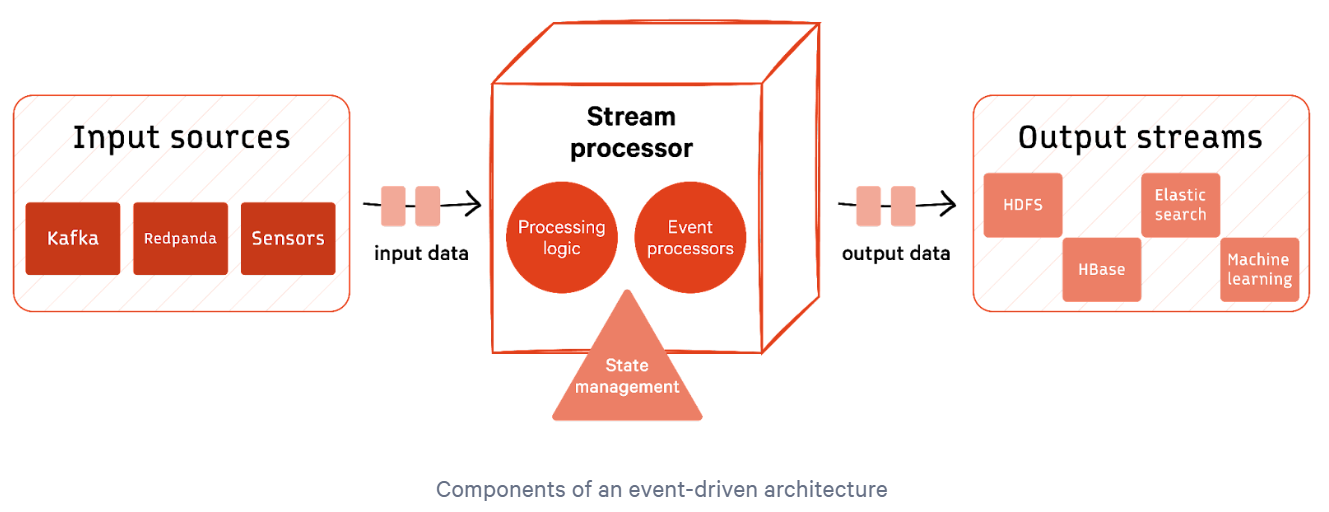 Input sources
Kafka
Redpanda
Sensors
input data
Stream
processor
Processing
logic
Event
processors
State
management
output data
Output streams
HDFS
HBase
Elastic
search
Machine
learning
Components of an event-driven architecture